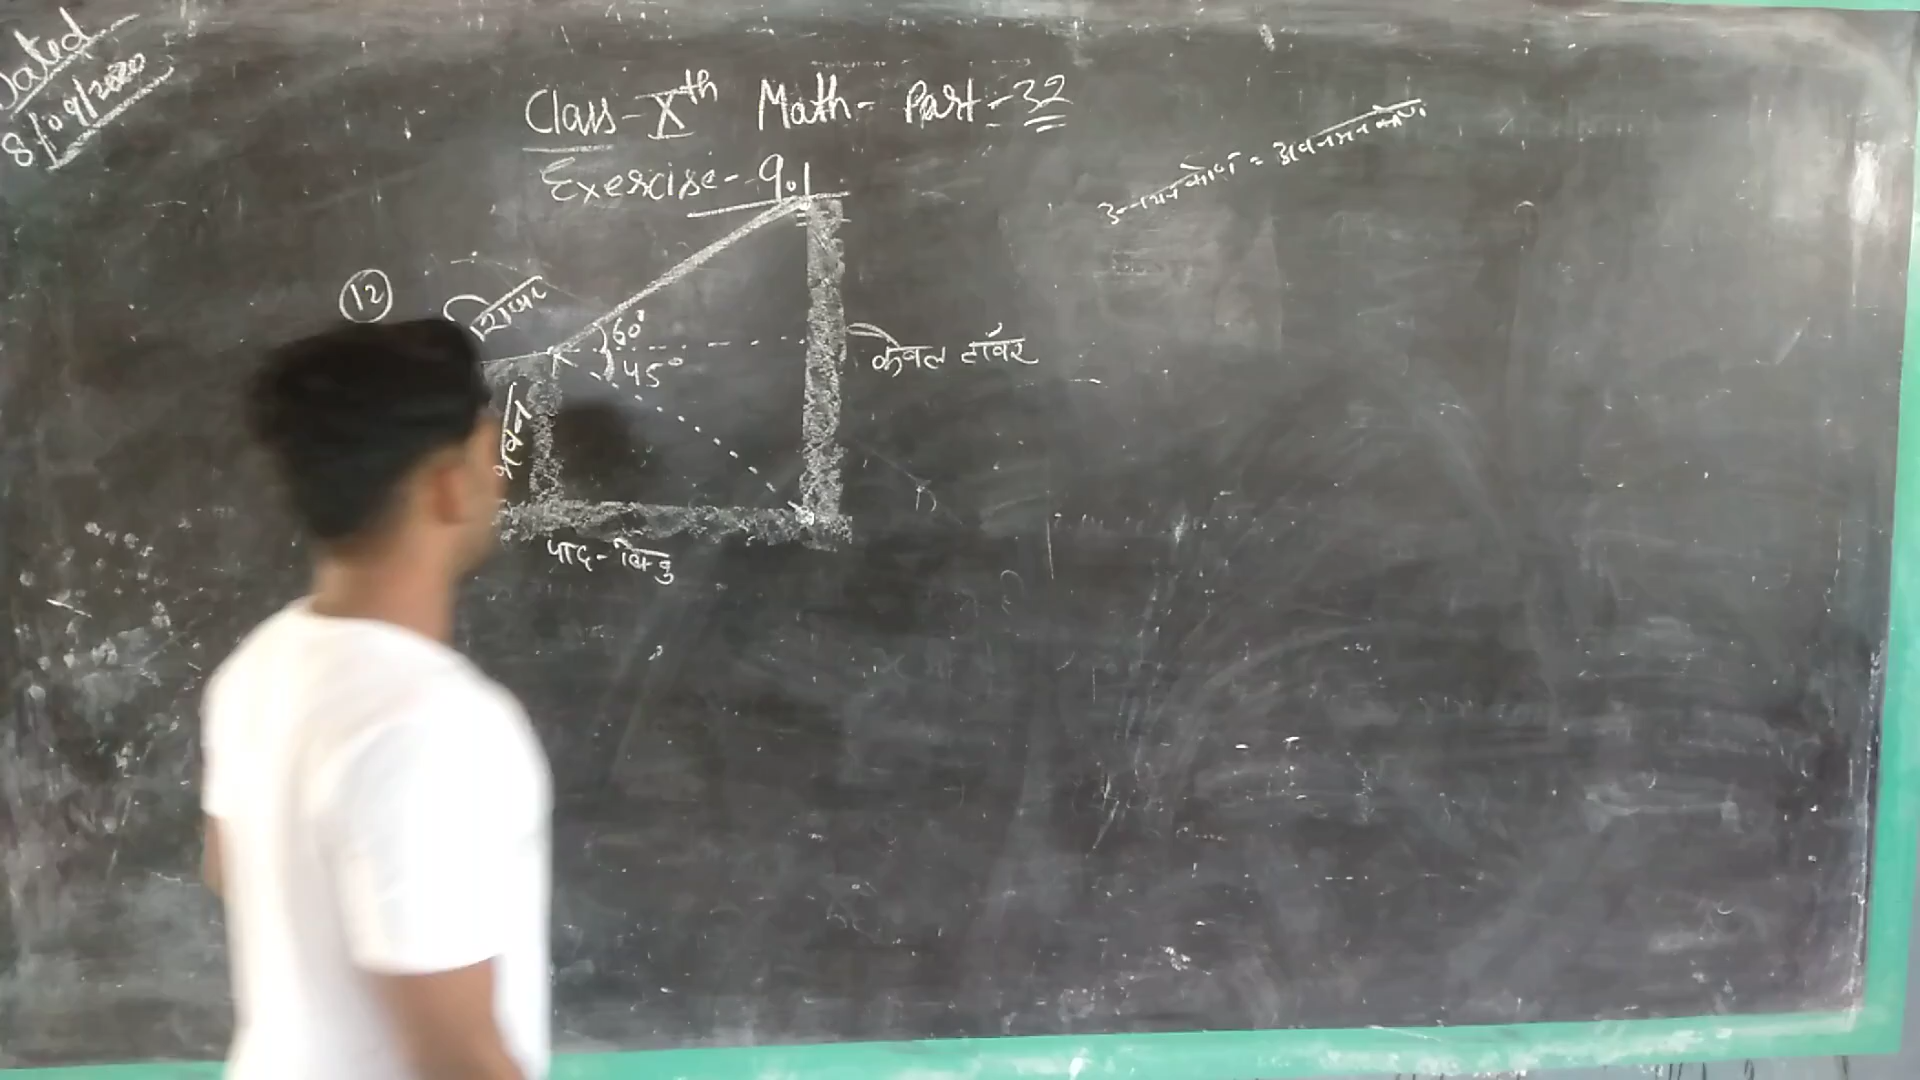 Dated
8/09/2020
Class-Xth Math- Part-32
Exercise-9.1
उन्नयन कोण = अवनमन कोण
12
शिखर
60°
45°
केबल टॉवर
भवन
पाद-बिन्दु